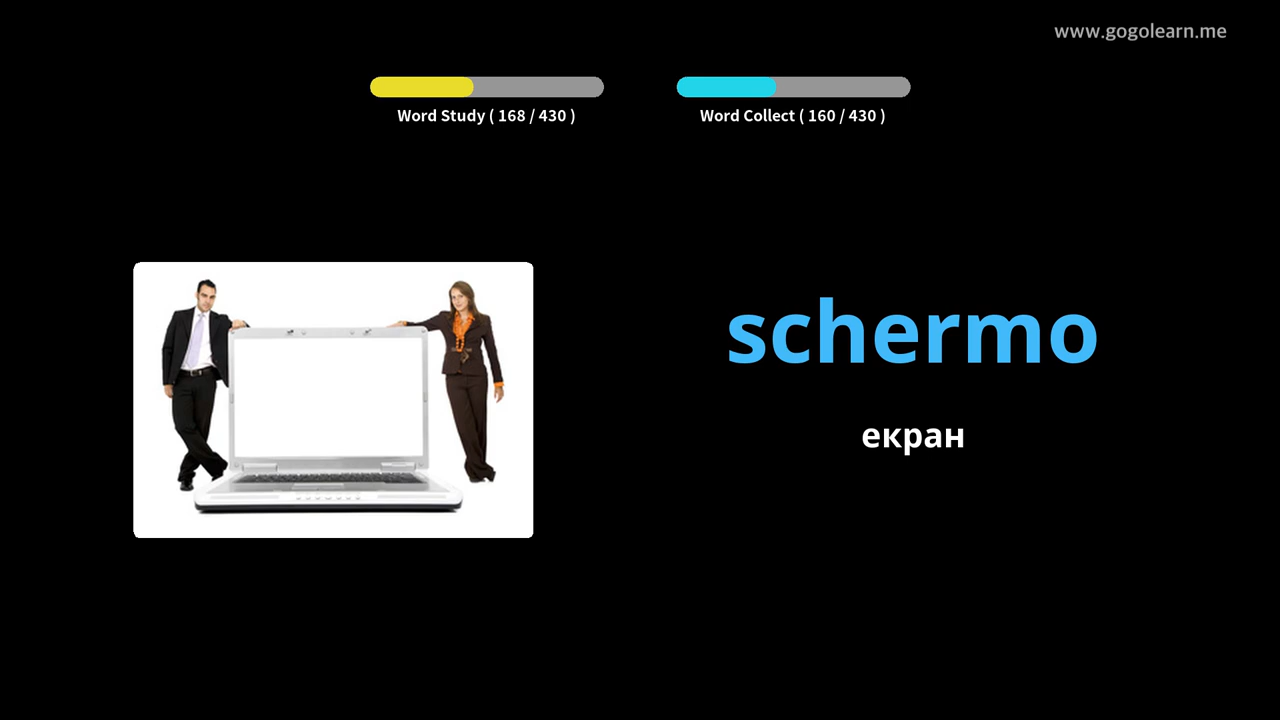 www.gogolearn.me
Word Study ( 168 / 430 )
Word Collect ( 160 / 430 )
schermo
екран